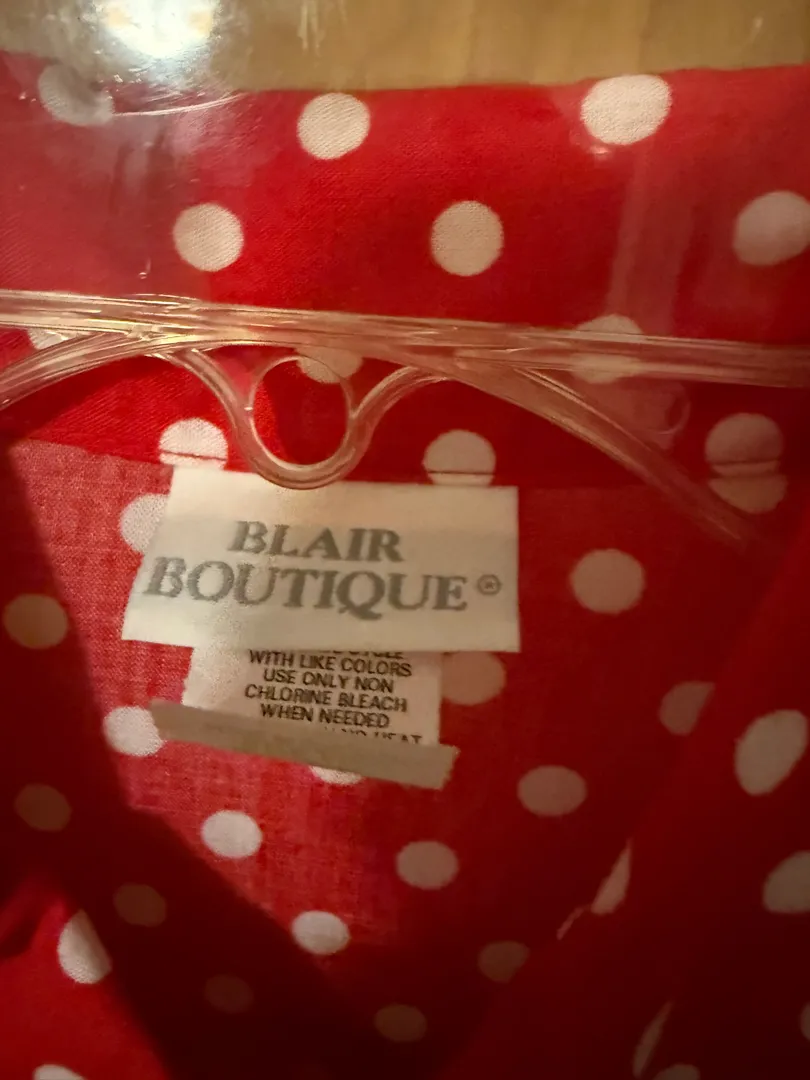 BLAIR
BOUTIQUE®
WITH LIKE COLORS
USE ONLY NON
CHLORINE BLEACH
WHEN NEEDED